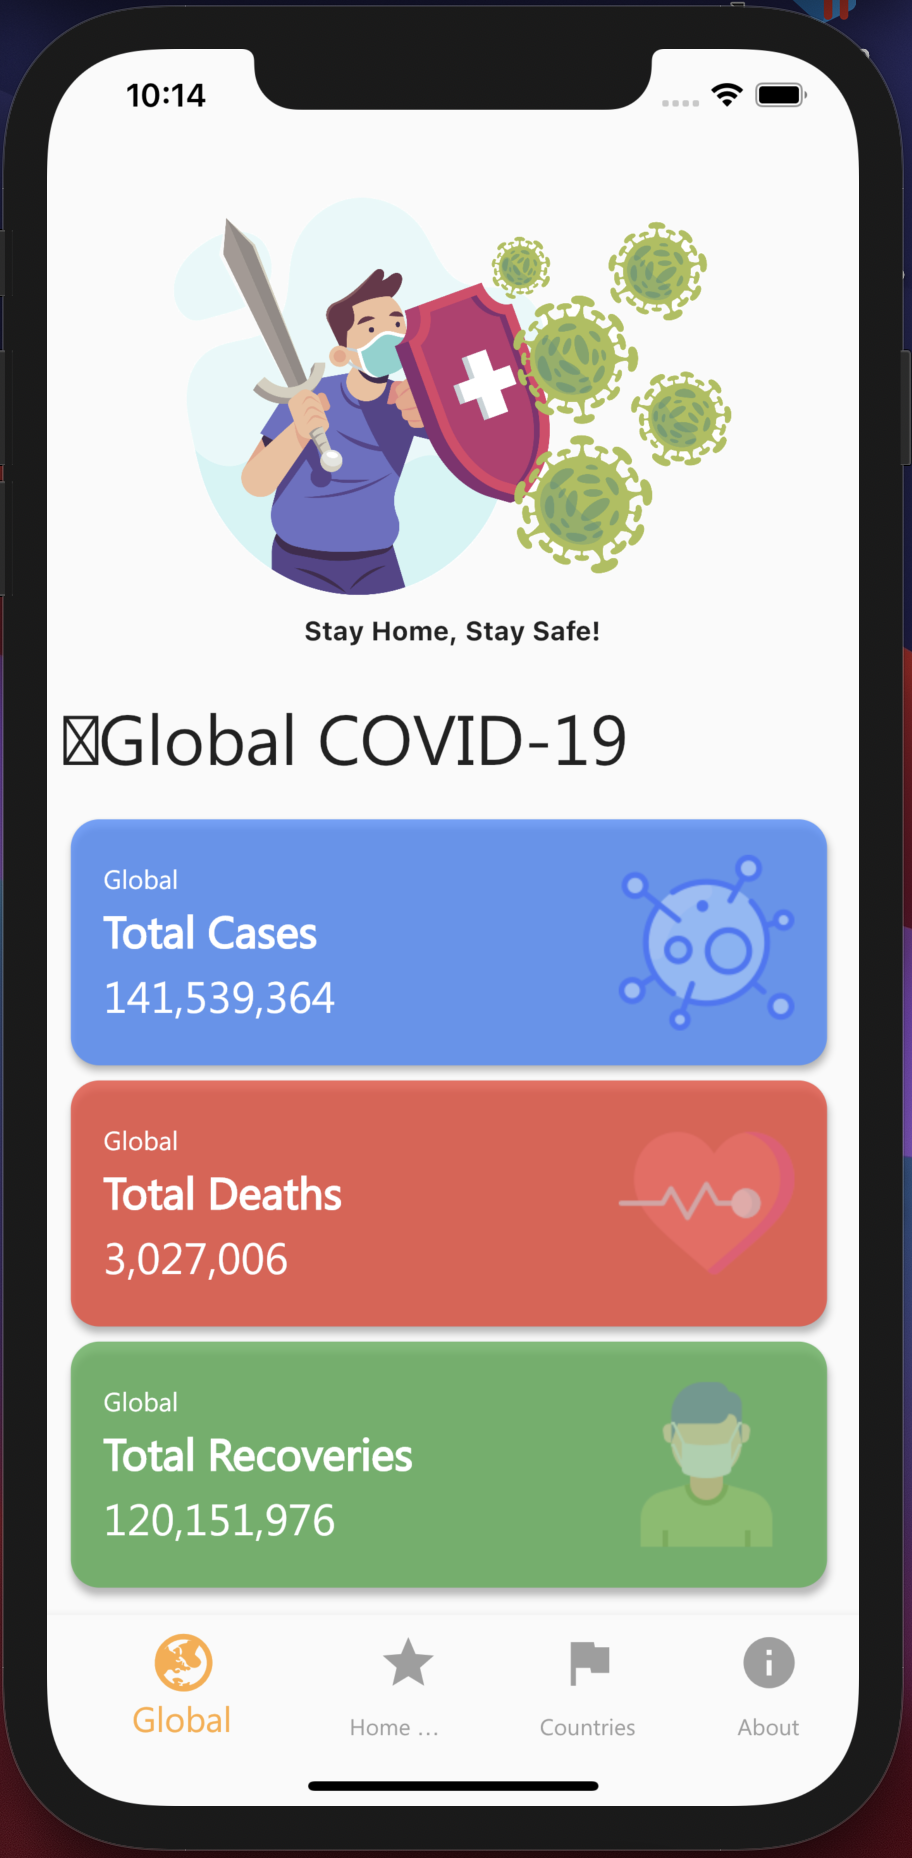 10:14
Stay Home, Stay Safe!
Global COVID-19
Global
Total Cases
141,539,364
Global
Total Deaths
3,027,006
Global
Total Recoveries
120,151,976
Global
Home ...
Countries
About